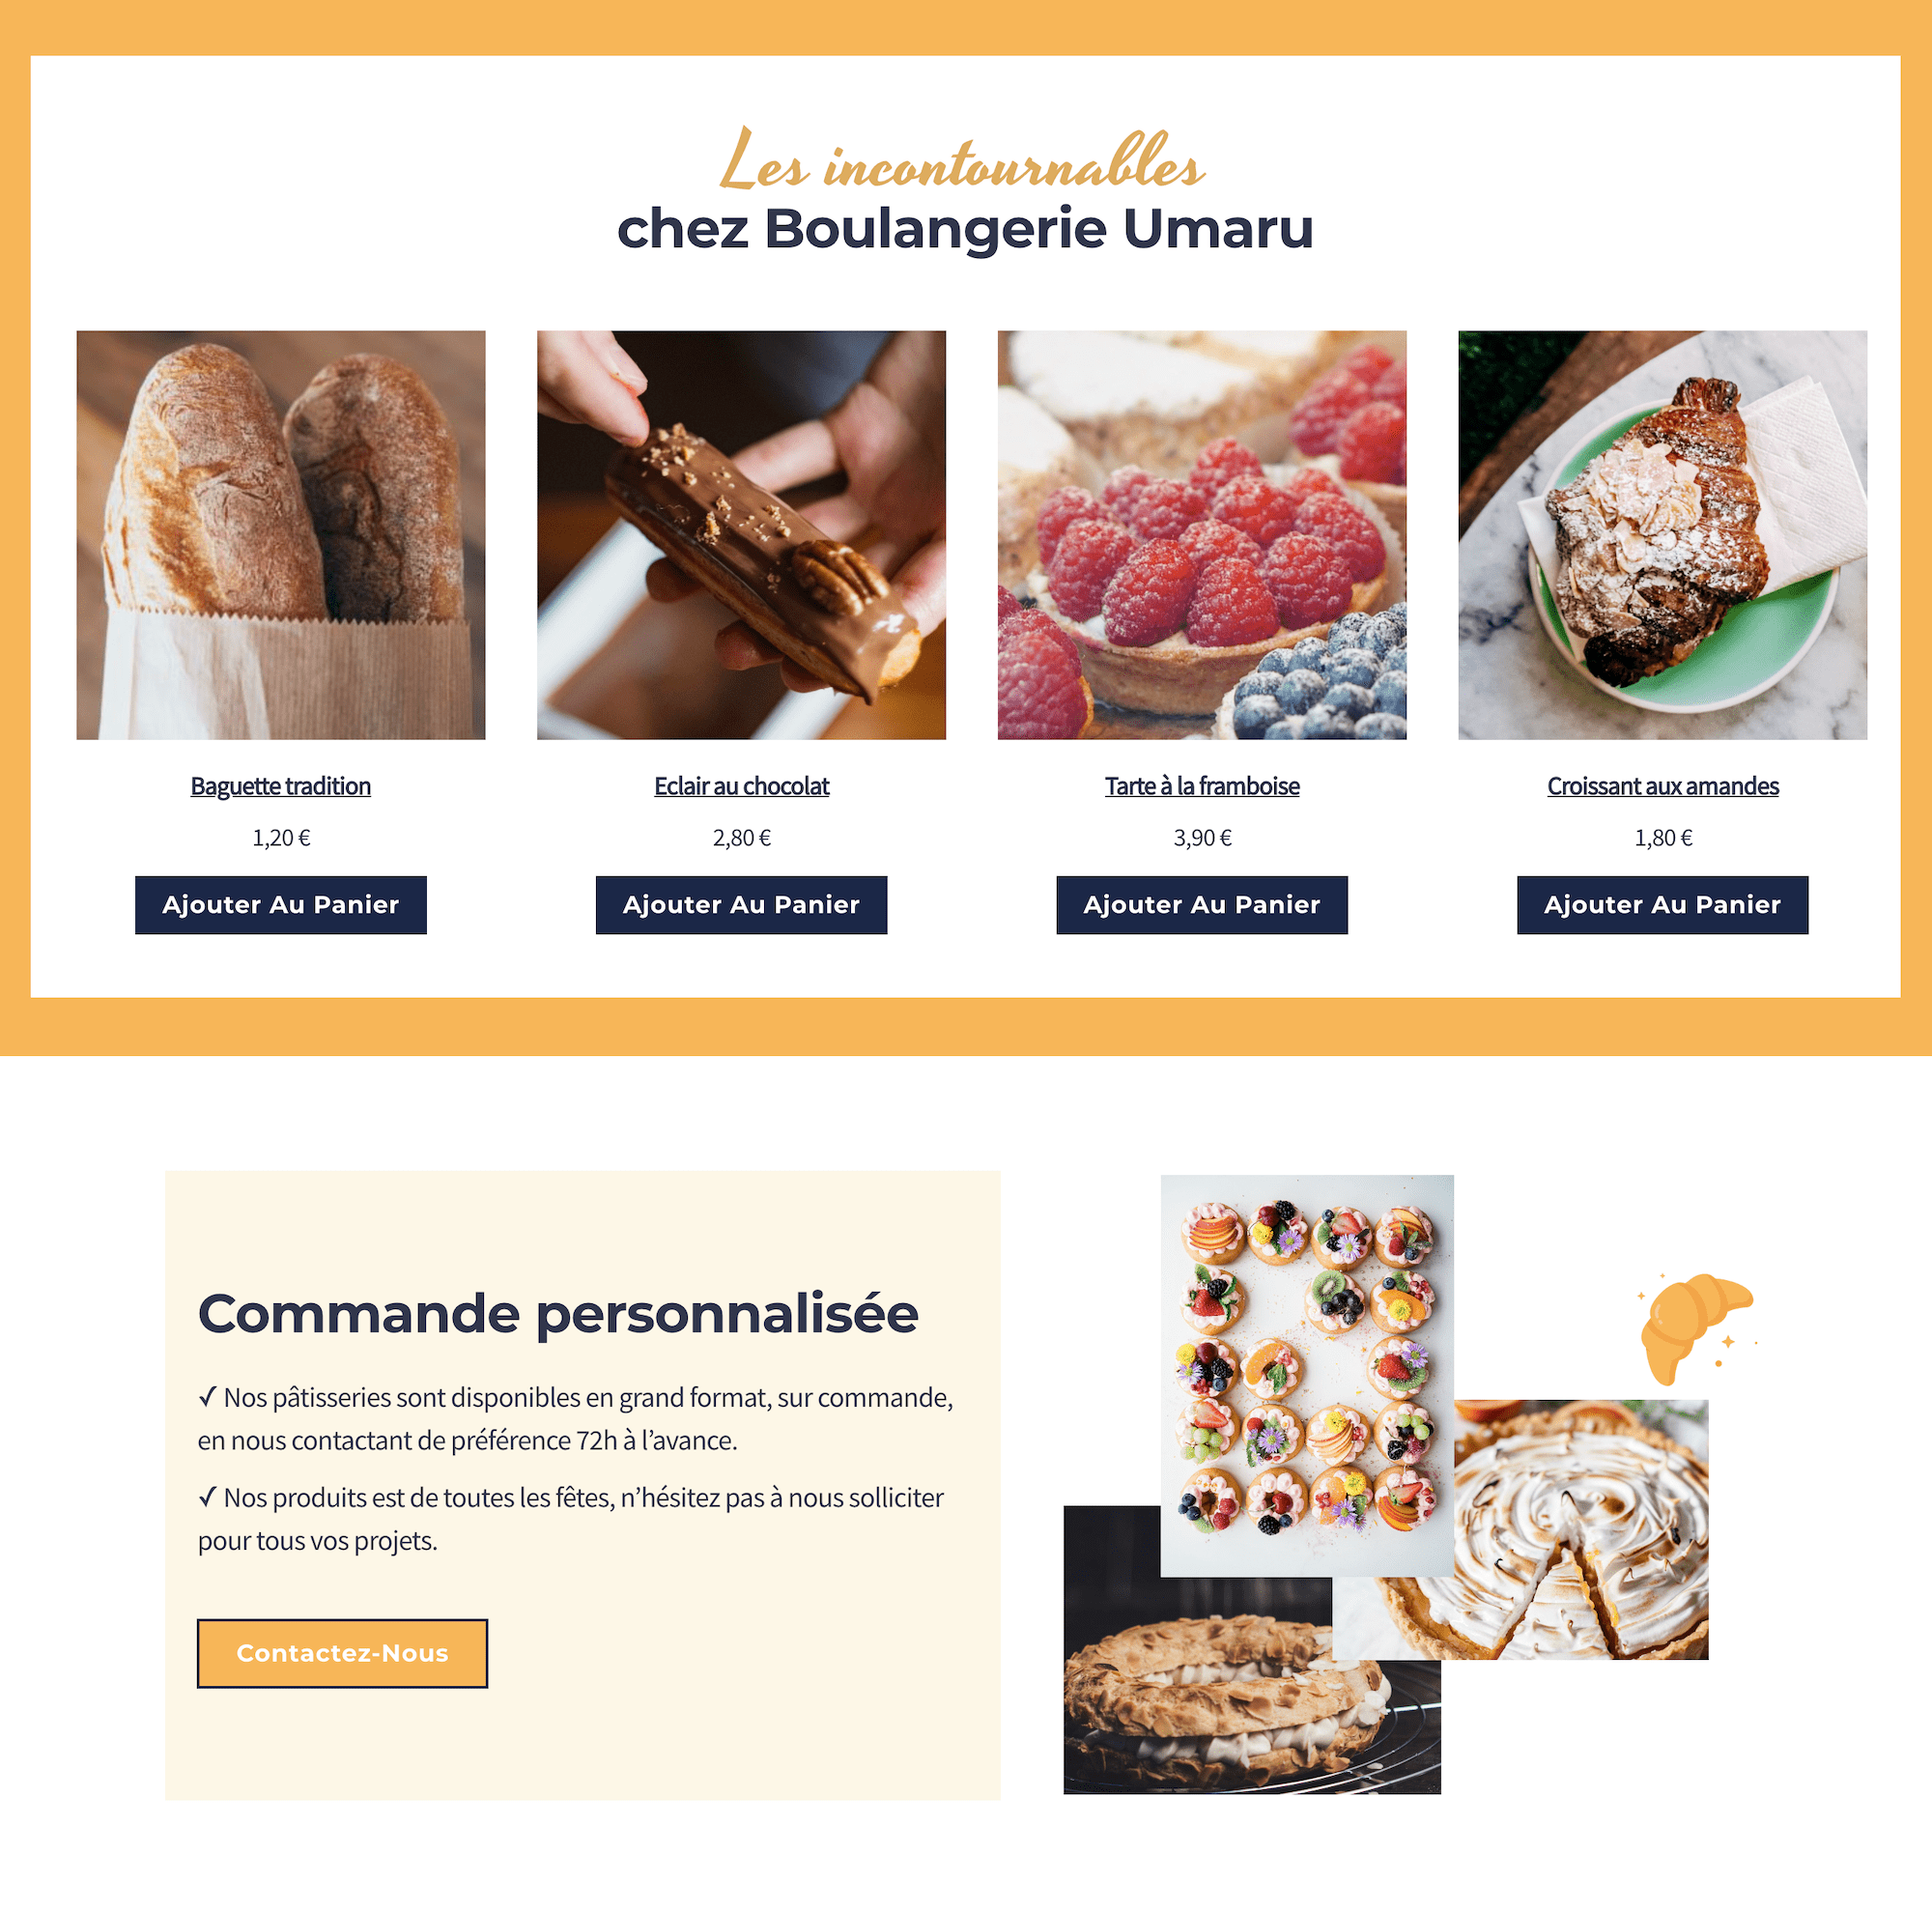 Les incontournables
chez Boulangerie Umaru
Baguette tradition
1,20 €
Ajouter Au Panier
Eclair au chocolat
2,80 €
Ajouter Au Panier
Tarte à la framboise
3,90 €
Ajouter Au Panier
Croissant aux amandes
1,80 €
Ajouter Au Panier
Commande personnalisée
✓ Nos pâtisseries sont disponibles en grand format, sur commande,
en nous contactant de préférence 72h à l’avance.
✓ Nos produits est de toutes les fêtes, n’hésitez pas à nous solliciter
pour tous vos projets.
Contactez-Nous